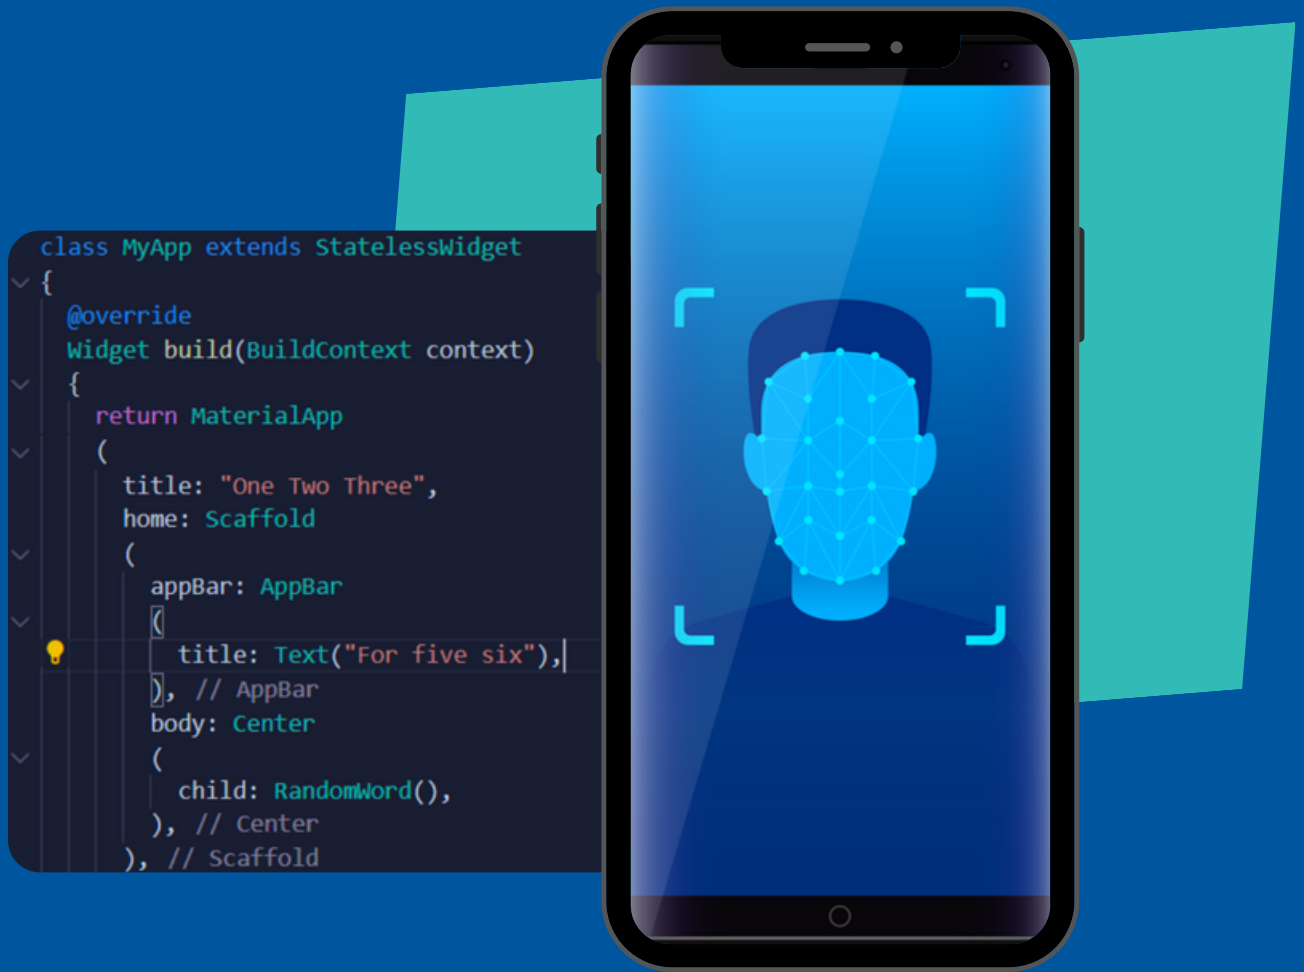 class MyApp extends StatelessWidget
{
@override
Widget build(BuildContext context)
{
return MaterialApp
(
title: "One Two Three",
home: Scaffold
(
appBar: AppBar
(
title: Text("For five six"),
), // AppBar
body: Center
(
child: RandomWord(),
), // Center
), // Scaffold